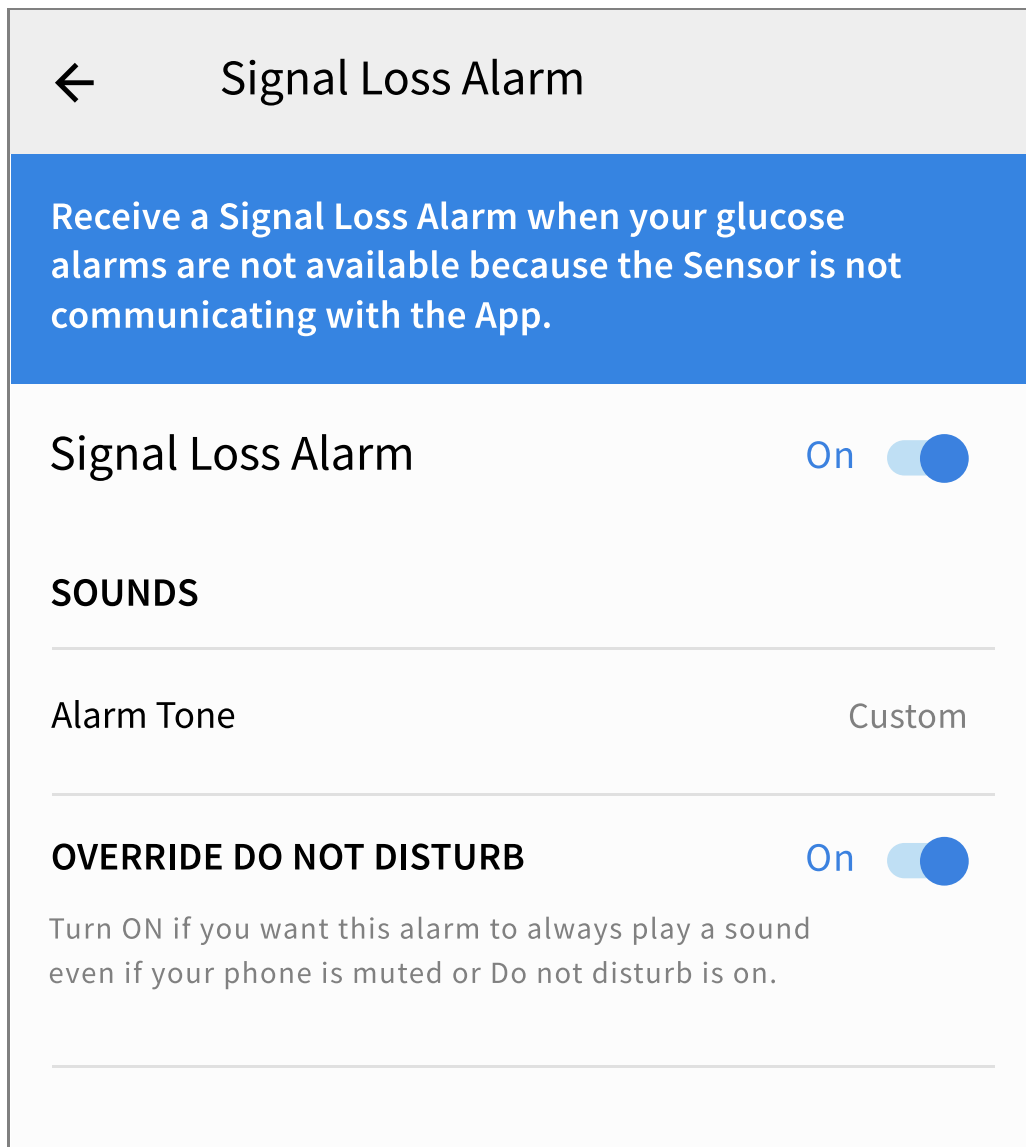 Signal Loss Alarm
Receive a Signal Loss Alarm when your glucose
alarms are not available because the Sensor is not
communicating with the App.
Signal Loss Alarm On
SOUNDS
Alarm Tone Custom
OVERRIDE DO NOT DISTURB On
Turn ON if you want this alarm to always play a sound
even if your phone is muted or Do not disturb is on.